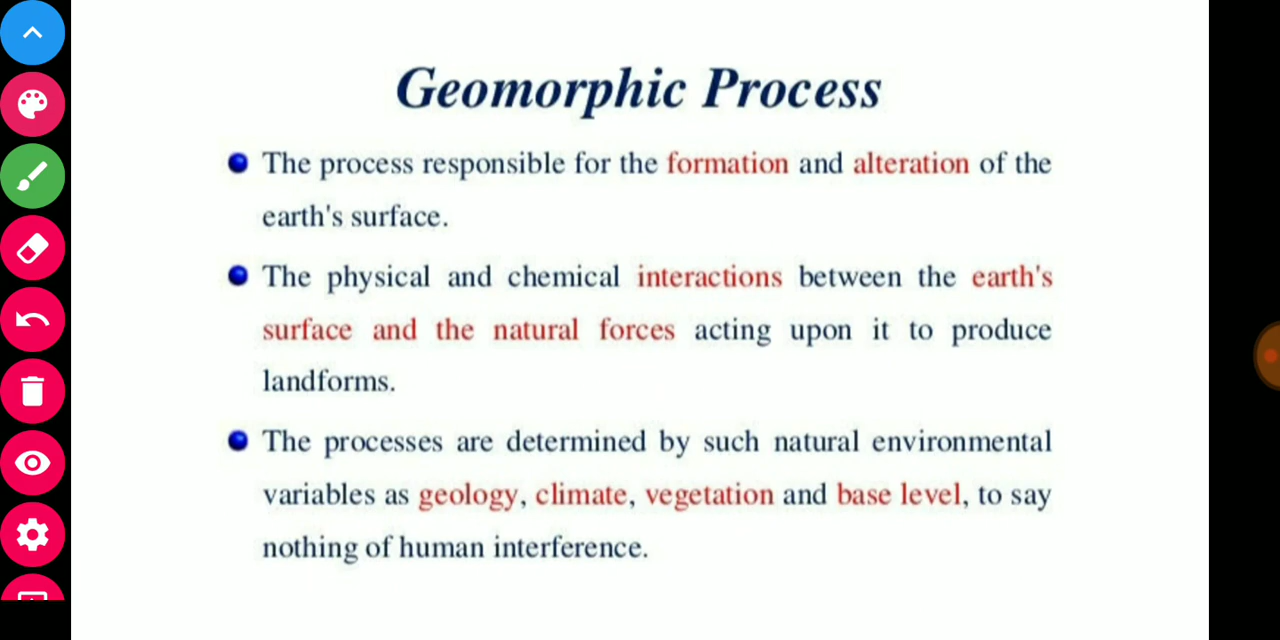 Geomorphic Process
The process responsible for the formation and alteration of the
earth's surface.
The physical and chemical interactions between the earth's
surface and the natural forces acting upon it to produce
landforms.
The processes are determined by such natural environmental
variables as geology, climate, vegetation and base level, to say
nothing of human interference.